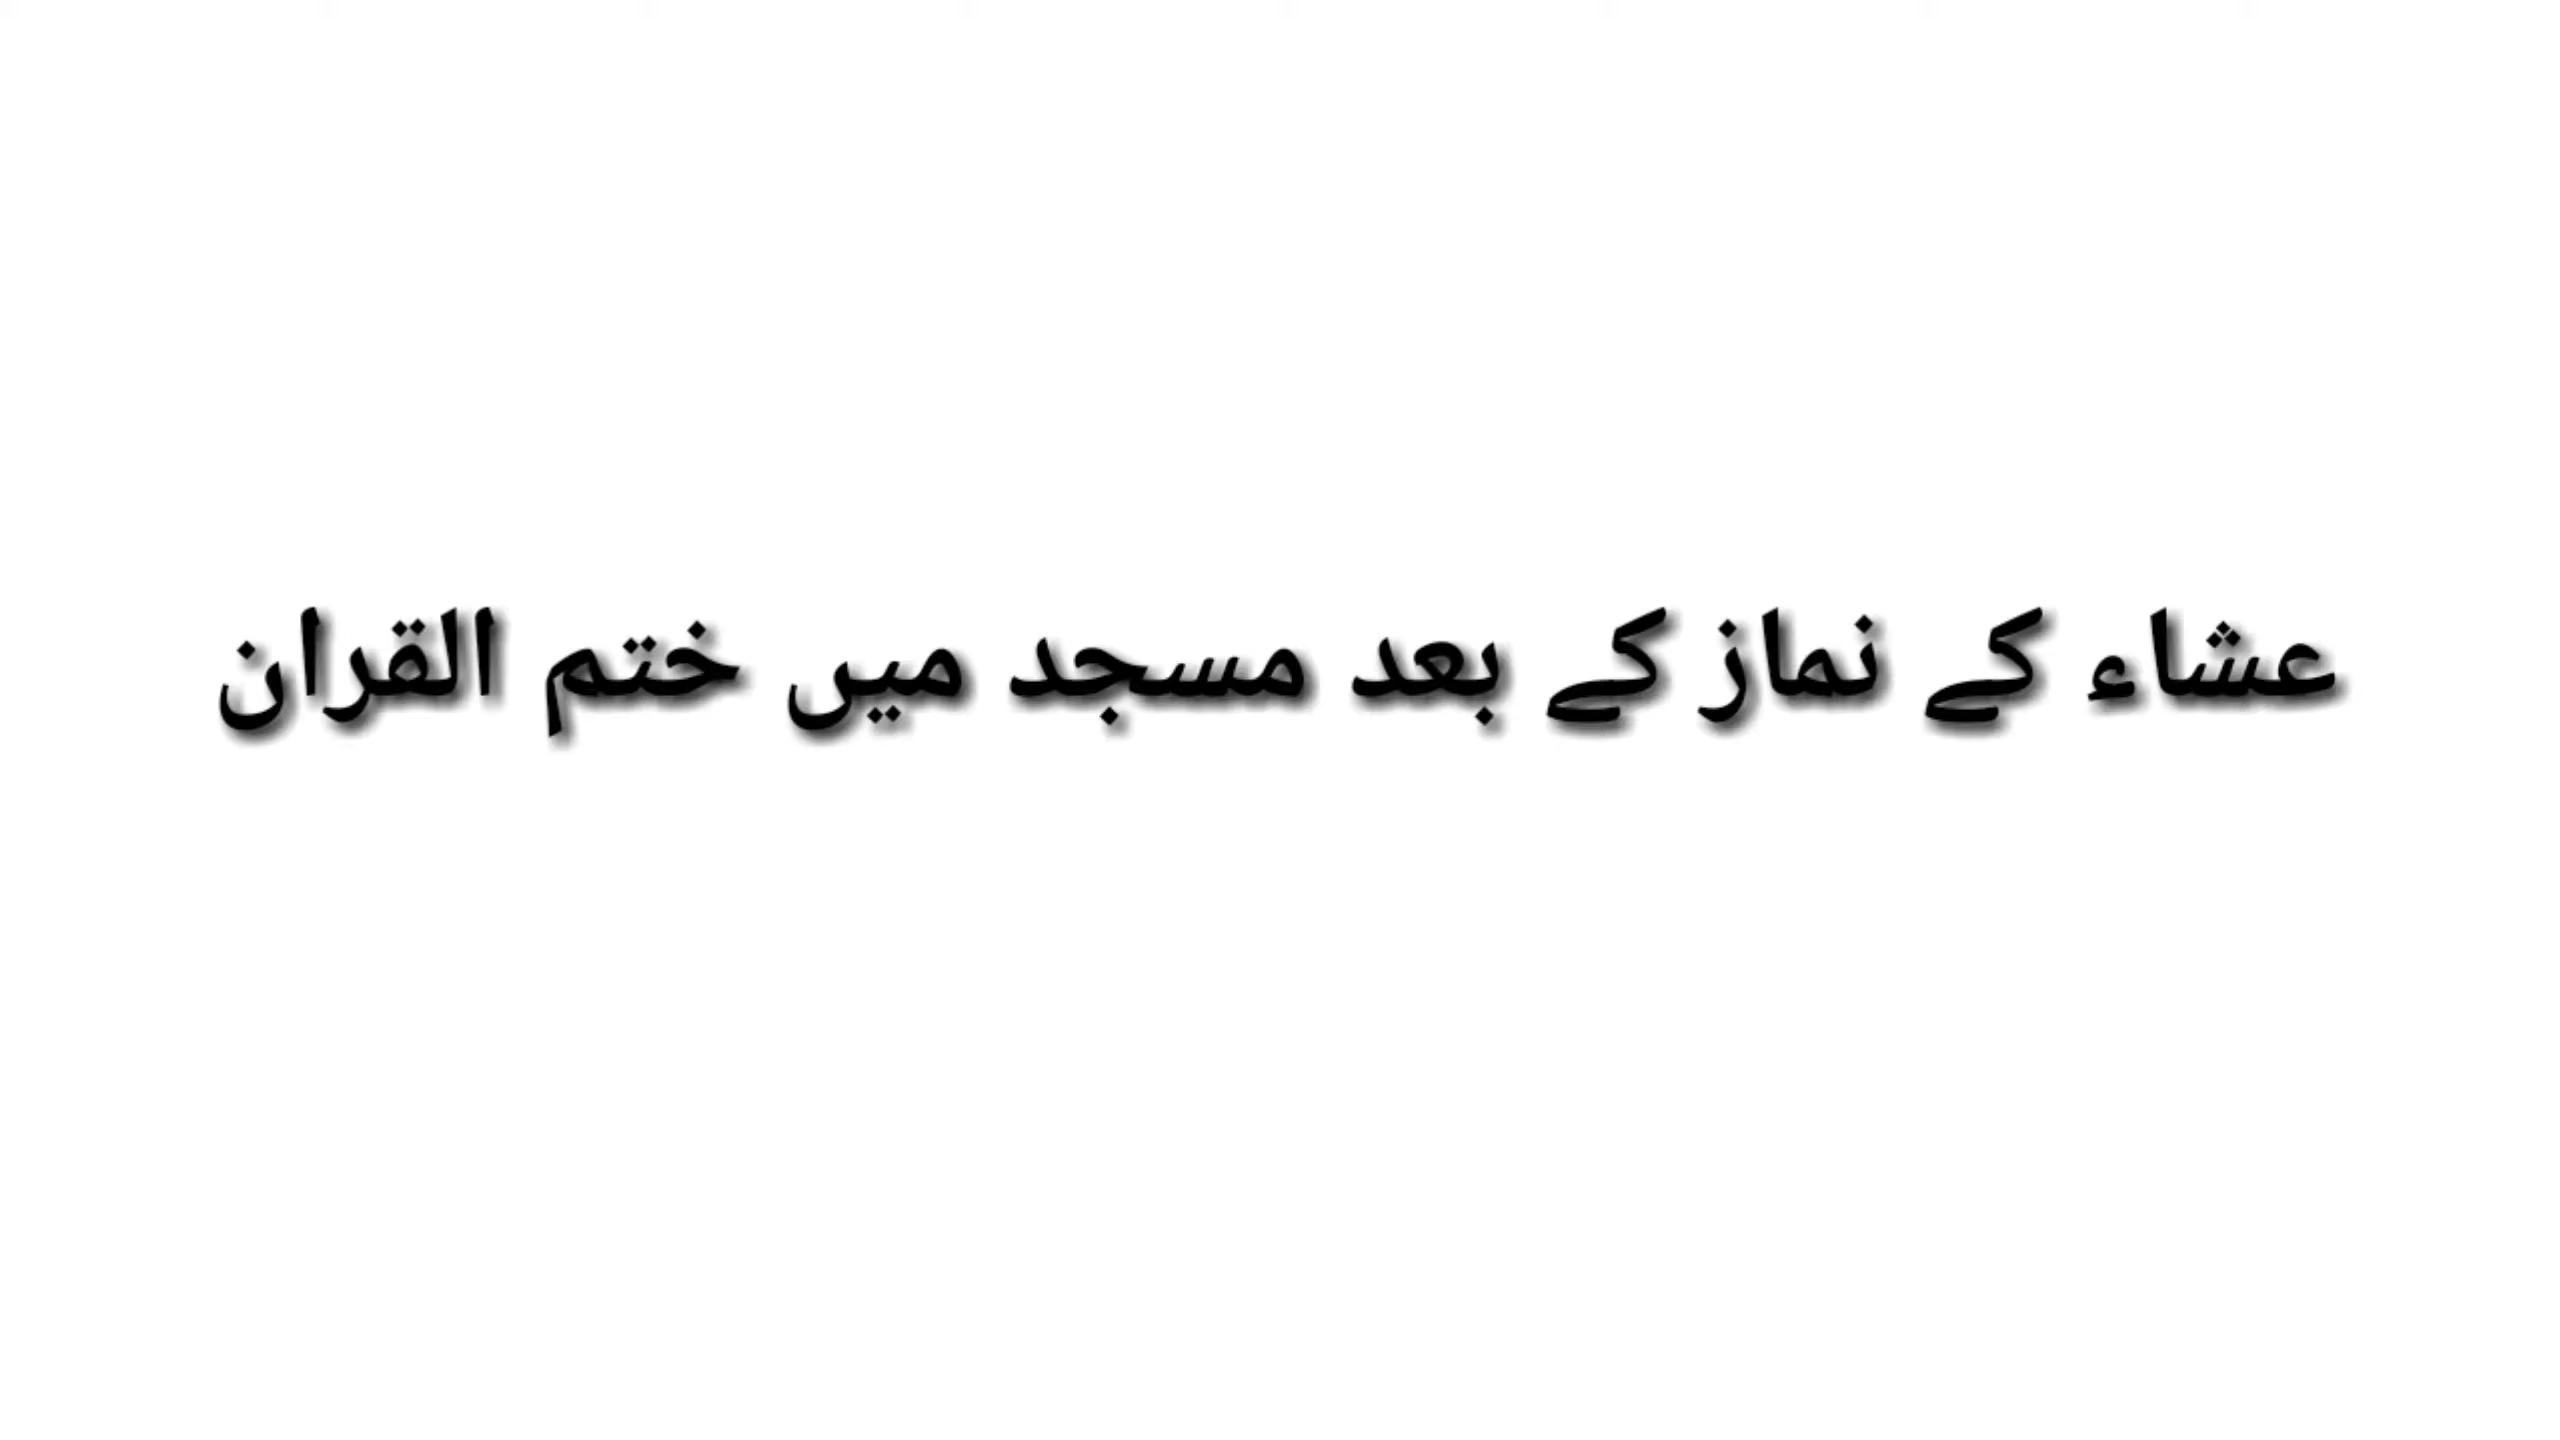 عشاء کے نماز کے بعد مسجد میں ختم القران